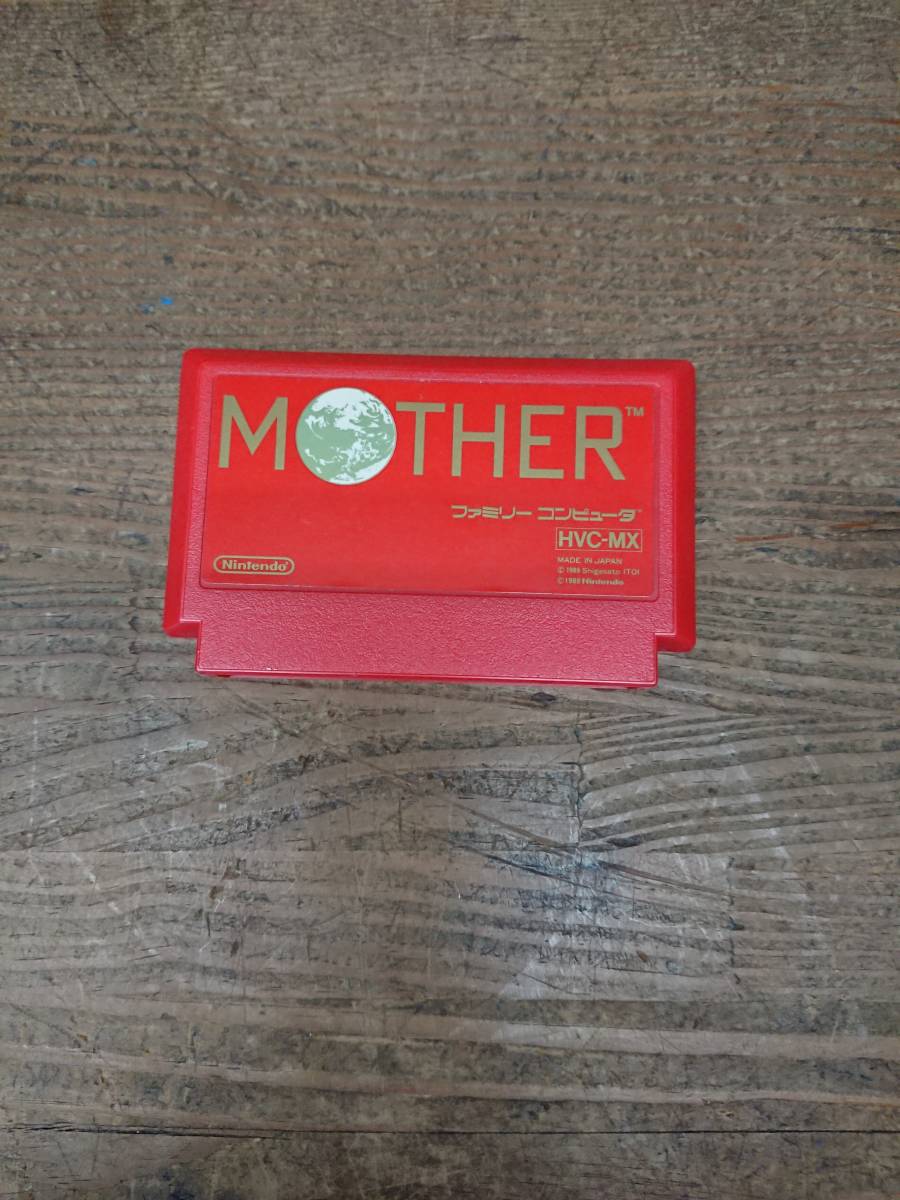 MOTHER™
ファミリー コンピュータ™
HVC-MX
Nintendo®
MADE IN JAPAN
© 1989 Shigesato ITOI
© 1989 Nintendo